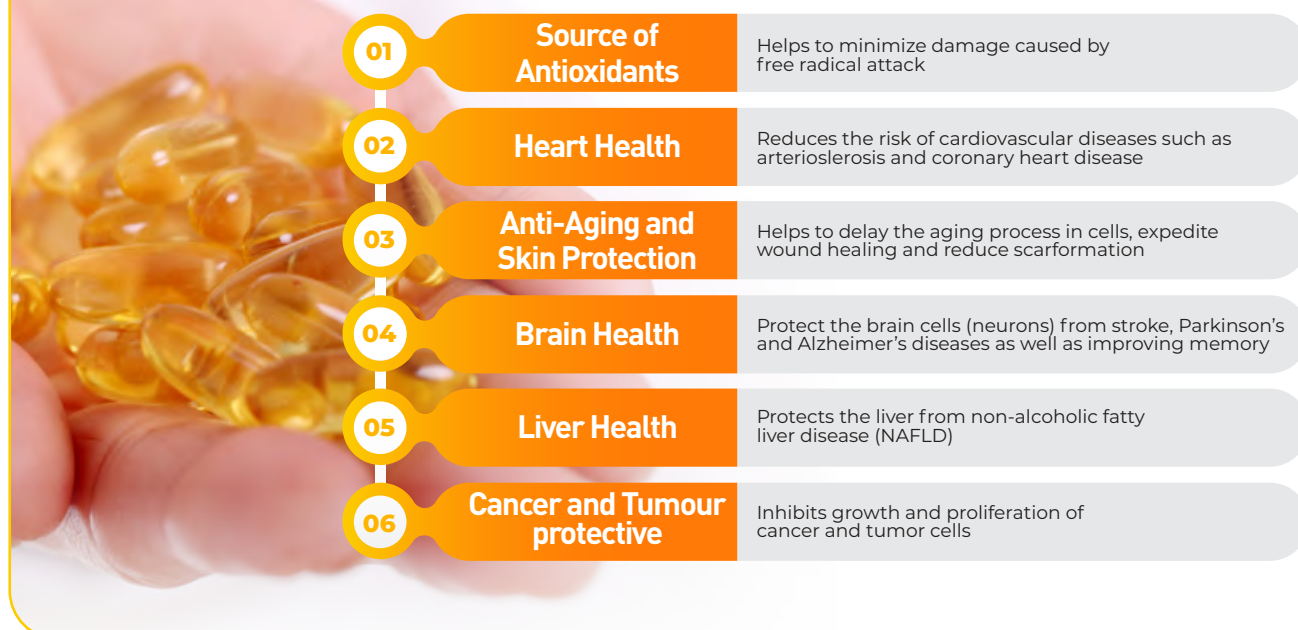 01
Source of
Antioxidants
Helps to minimize damage caused by
free radical attack
02
Heart Health
Reduces the risk of cardiovascular diseases such as
arterioslerosis and coronary heart disease
03
Anti-Aging and
Skin Protection
Helps to delay the aging process in cells, expedite
wound healing and reduce scarformation
04
Brain Health
Protect the brain cells (neurons) from stroke, Parkinson's
and Alzheimer's diseases as well as improving memory
05
Liver Health
Protects the liver from non-alcoholic fatty
liver disease (NAFLD)
06
Cancer and Tumour
protective
Inhibits growth and proliferation of
cancer and tumor cells